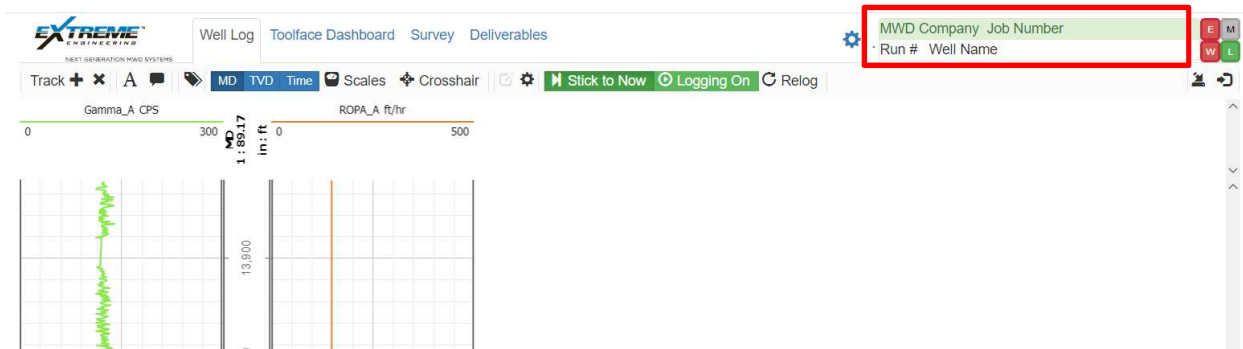 EXTREME
ENGINEERING
NEXT GENERATION MWD SYSTEMS
Well Log Toolface Dashboard Survey Deliverables
MWD Company Job Number
Run # Well Name
E M
W L
Track A MD TVD Time Scales Crosshair Stick to Now Logging On Relog
Gamma_A CPS
0 300
MD
1 : 89.17
in : ft
ROPA_A ft/hr
0 500
13,900